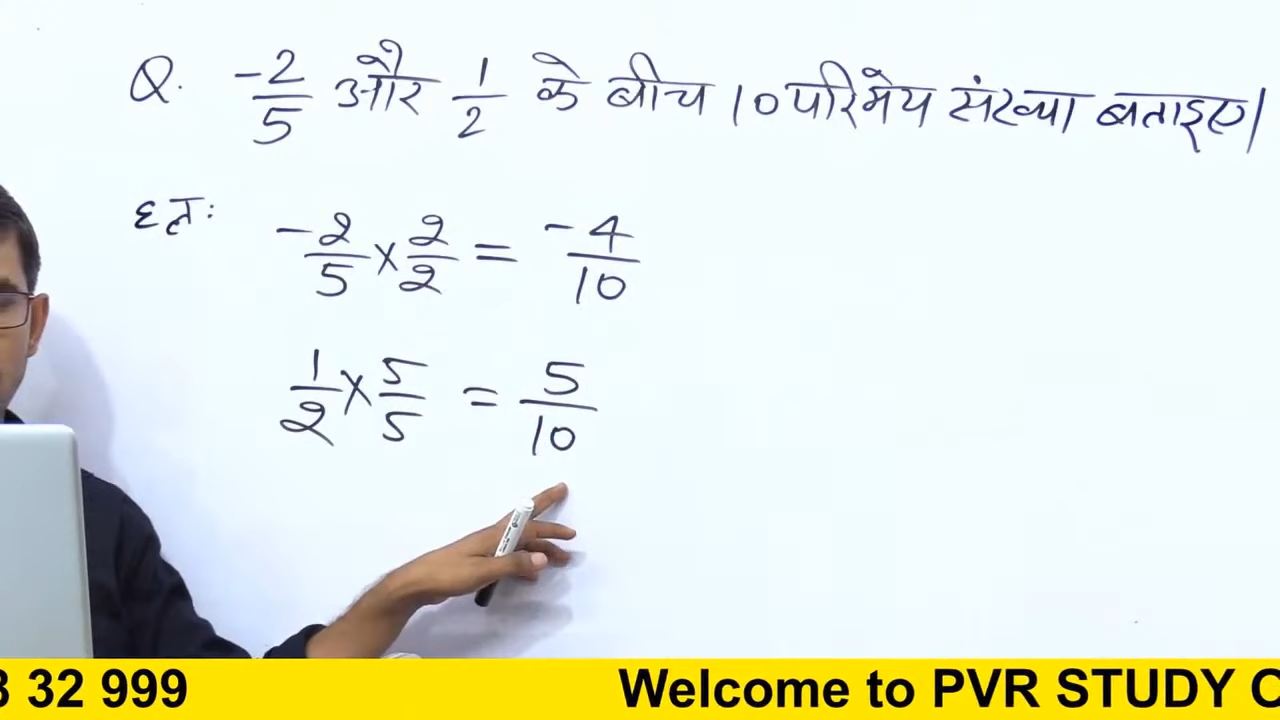 Q. -2/5 और 1/2 के बीच 10 परिमेय संख्या बताइए।
हल:
-2/5 × 2/2 = -4/10
1/2 × 5/5 = 5/10
3 32 999 Welcome to PVR STUDY